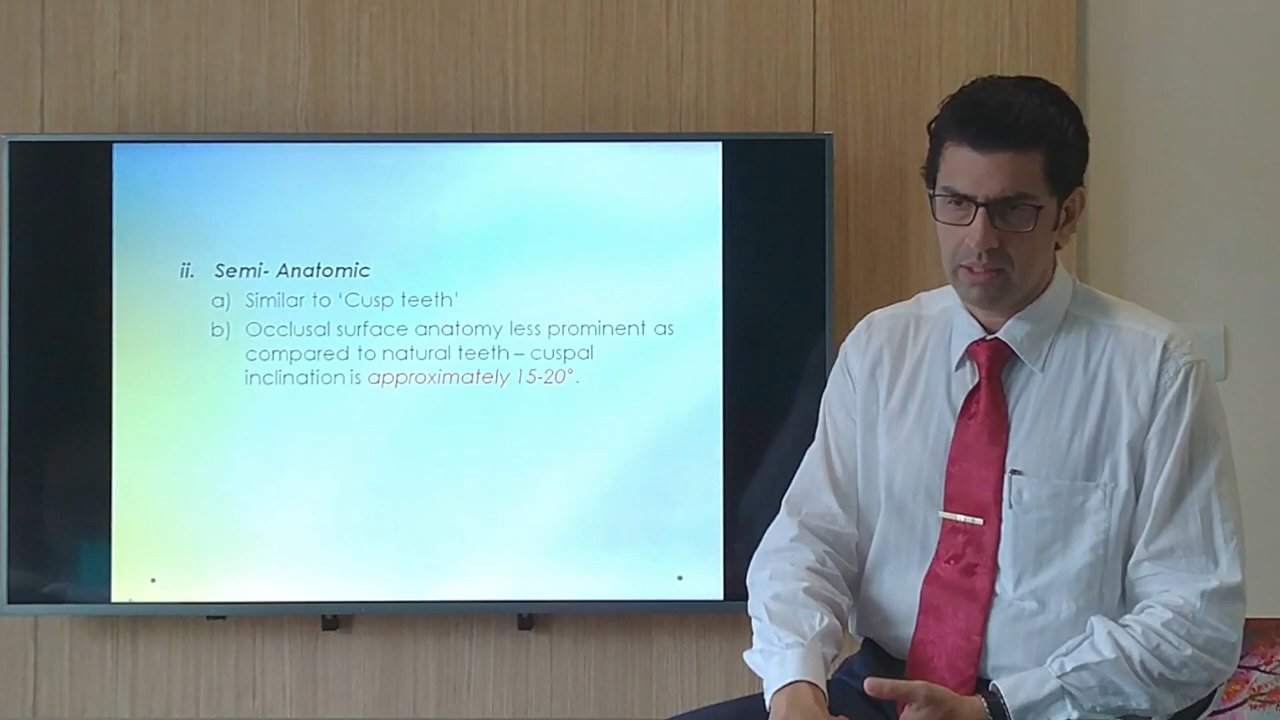 ii. Semi- Anatomic
a) Similar to 'Cusp teeth'
b) Occlusal surface anatomy less prominent as
compared to natural teeth – cuspal
inclination is approximately 15-20°.